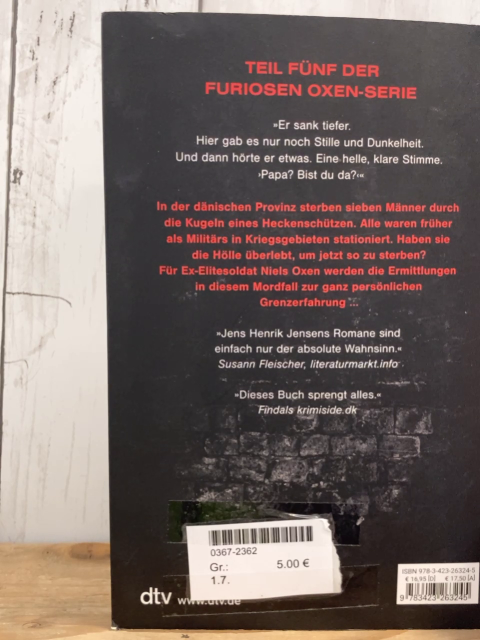 TEIL FÜNF DER
FURIOSEN OXEN-SERIE
»Er sank tiefer.
Hier gab es nur noch Stille und Dunkelheit.
Und dann hörte er etwas. Eine helle, klare Stimme.
›Papa? Bist du da?‹«
In der dänischen Provinz sterben sieben Männer durch
die Kugeln eines Heckenschützen. Alle waren früher
als Militärs in Kriegsgebieten stationiert. Haben sie
die Hölle überlebt, um jetzt so zu sterben?
Für Ex-Elitesoldat Niels Oxen werden die Ermittlungen
in diesem Mordfall zur ganz persönlichen
Grenzerfahrung ...
»Jens Henrik Jensens Romane sind
einfach nur der absolute Wahnsinn.«
Susann Fleischer, literaturmarkt.info
»Dieses Buch sprengt alles.«
Findals krimiside.dk
0367-2362
Gr.: 5.00 €
1.7.
dtv www.dtv.de
ISBN 978-3-423-26324-5
€ 16,95 [D] € 17,50 [A]
9 783423 263245